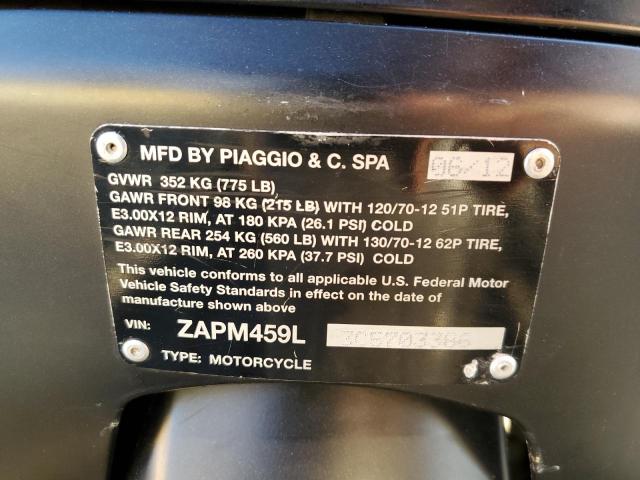 MFD BY PIAGGIO & C. SPA 06/12
GVWR 352 KG (775 LB)
GAWR FRONT 98 KG (215 LB) WITH 120/70-12 51P TIRE,
E3.00X12 RIM, AT 180 KPA (26.1 PSI) COLD
GAWR REAR 254 KG (560 LB) WITH 130/70-12 62P TIRE,
E3.00X12 RIM, AT 260 KPA (37.7 PSI) COLD
This vehicle conforms to all applicable U.S. Federal Motor
Vehicle Safety Standards in effect on the date of
manufacture shown above
VIN: ZAPM459L
TYPE: MOTORCYCLE